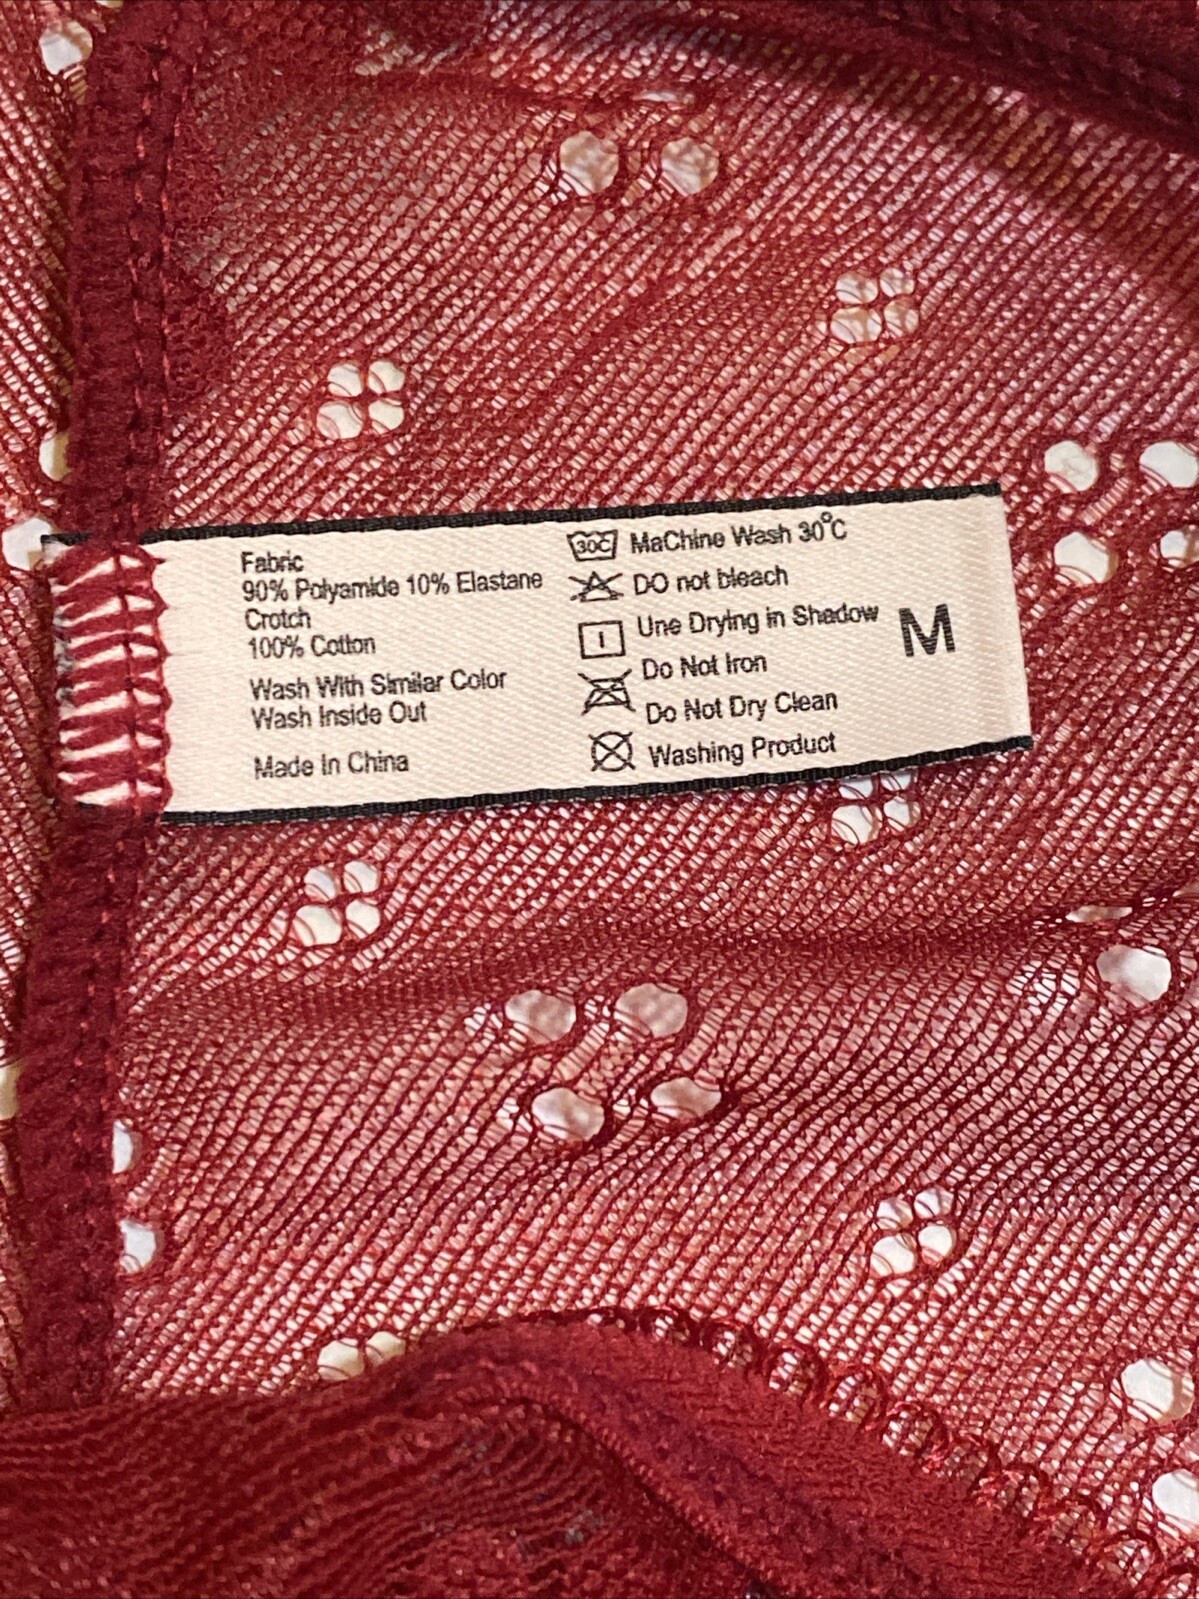 Fabric
90% Polyamide 10% Elastane
Crotch
100% Cotton
Wash With Similar Color
Wash Inside Out
Made In China
30C MaChine Wash 30°C
DO not bleach
Une Drying in Shadow
Do Not Iron
Do Not Dry Clean
Washing Product
M